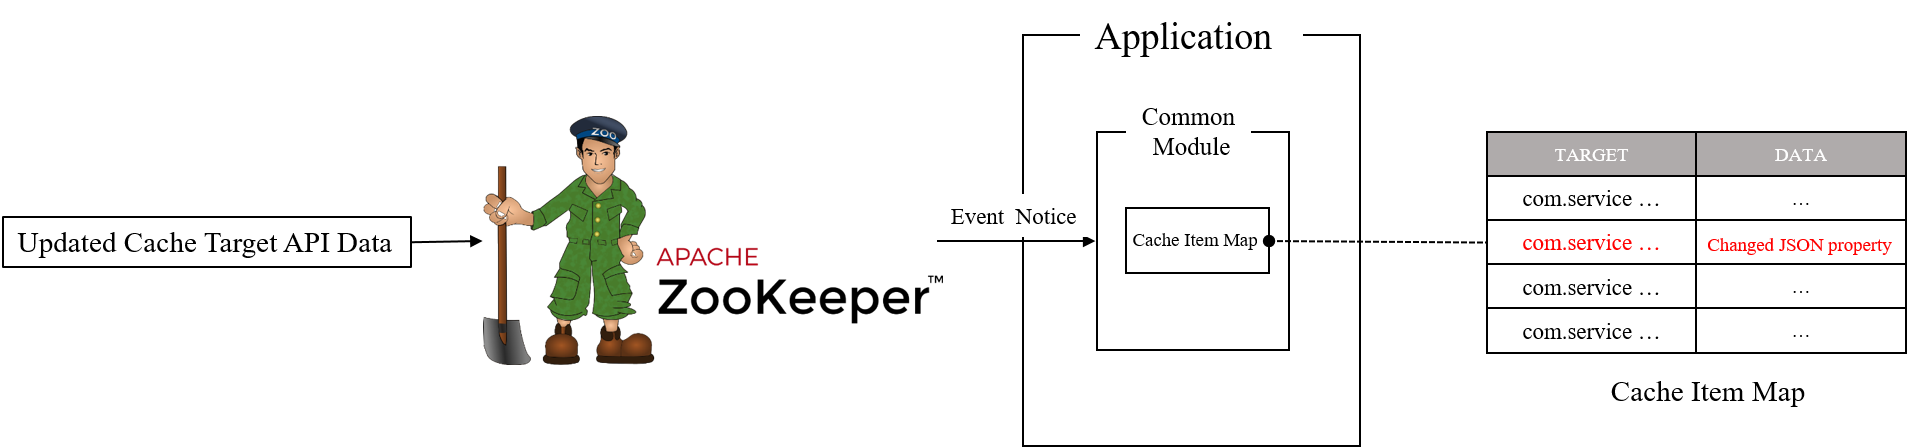 Updated Cache Target API Data
ZOO
APACHE
ZooKeeper™
Event Notice
Application
Common
Module
Cache Item Map
TARGET DATA
com.service … …
com.service … Changed JSON property
com.service … …
com.service … …
Cache Item Map